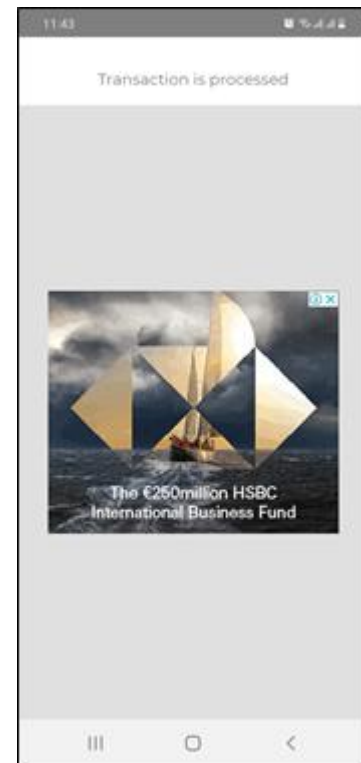 11:43
Transaction is processed
The €250million HSBC
International Business Fund